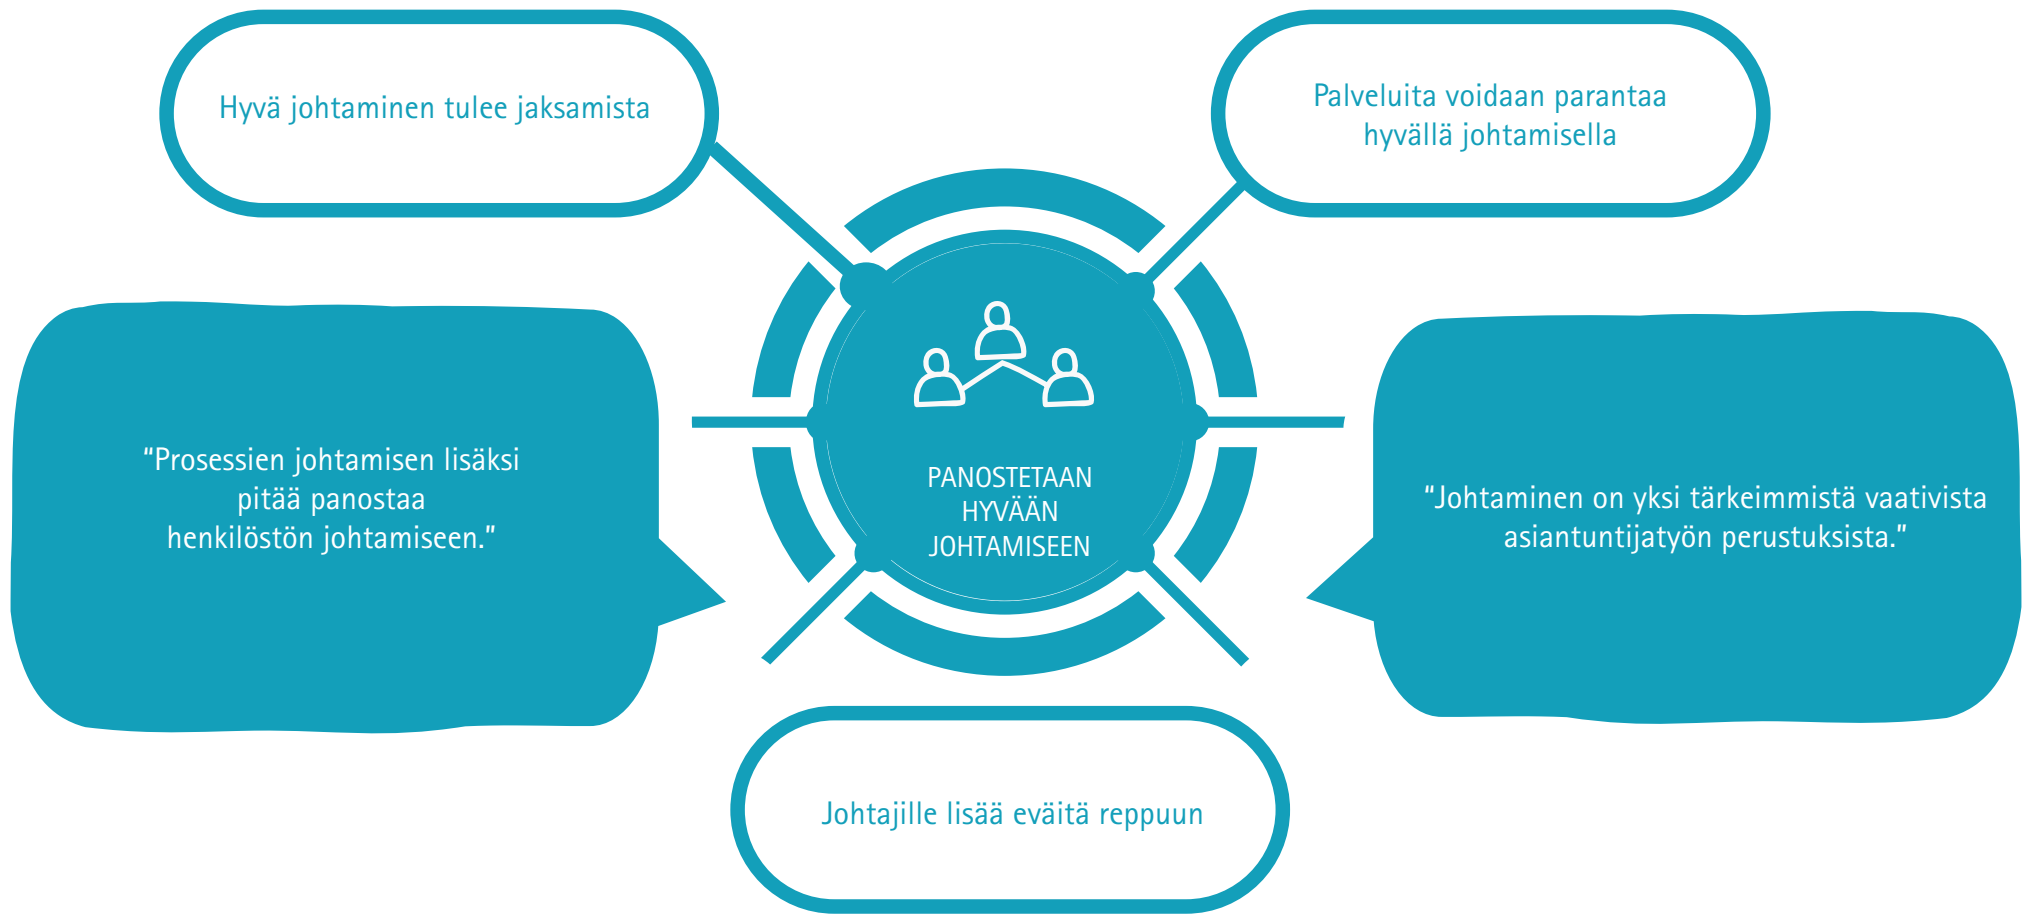 Hyvä johtaminen tulee jaksamista
Palveluita voidaan parantaa
hyvällä johtamisella
"Prosessien johtamisen lisäksi
pitää panostaa
henkilöstön johtamiseen."
PANOSTETAAN
HYVÄÄN
JOHTAMISEEN
"Johtaminen on yksi tärkeimmistä vaativista
asiantuntijatyön perustuksista."
Johtajille lisää eväitä reppuun